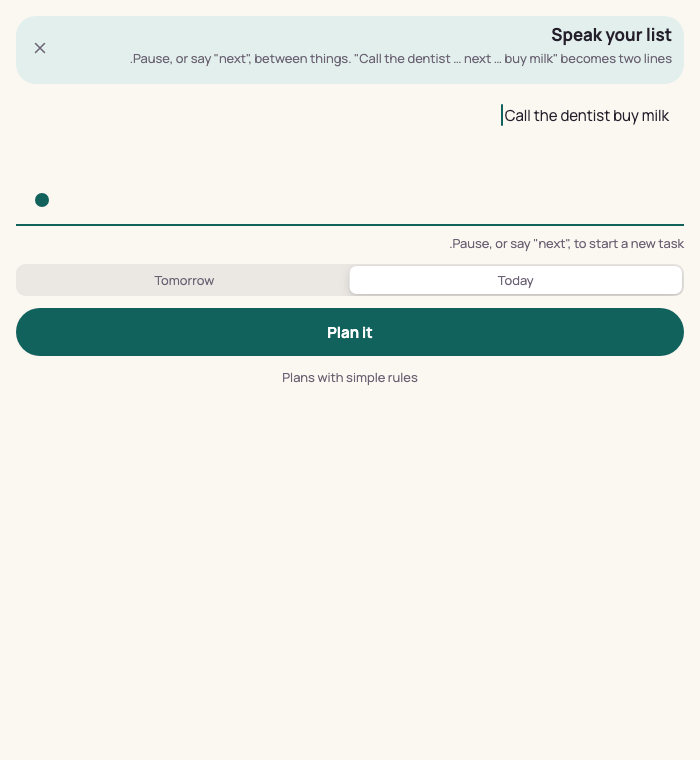 Speak your list
.Pause, or say "next", between things. "Call the dentist … next … buy milk" becomes two lines
Call the dentist buy milk
.Pause, or say "next", to start a new task
Today
Tomorrow
Plan it
Plans with simple rules